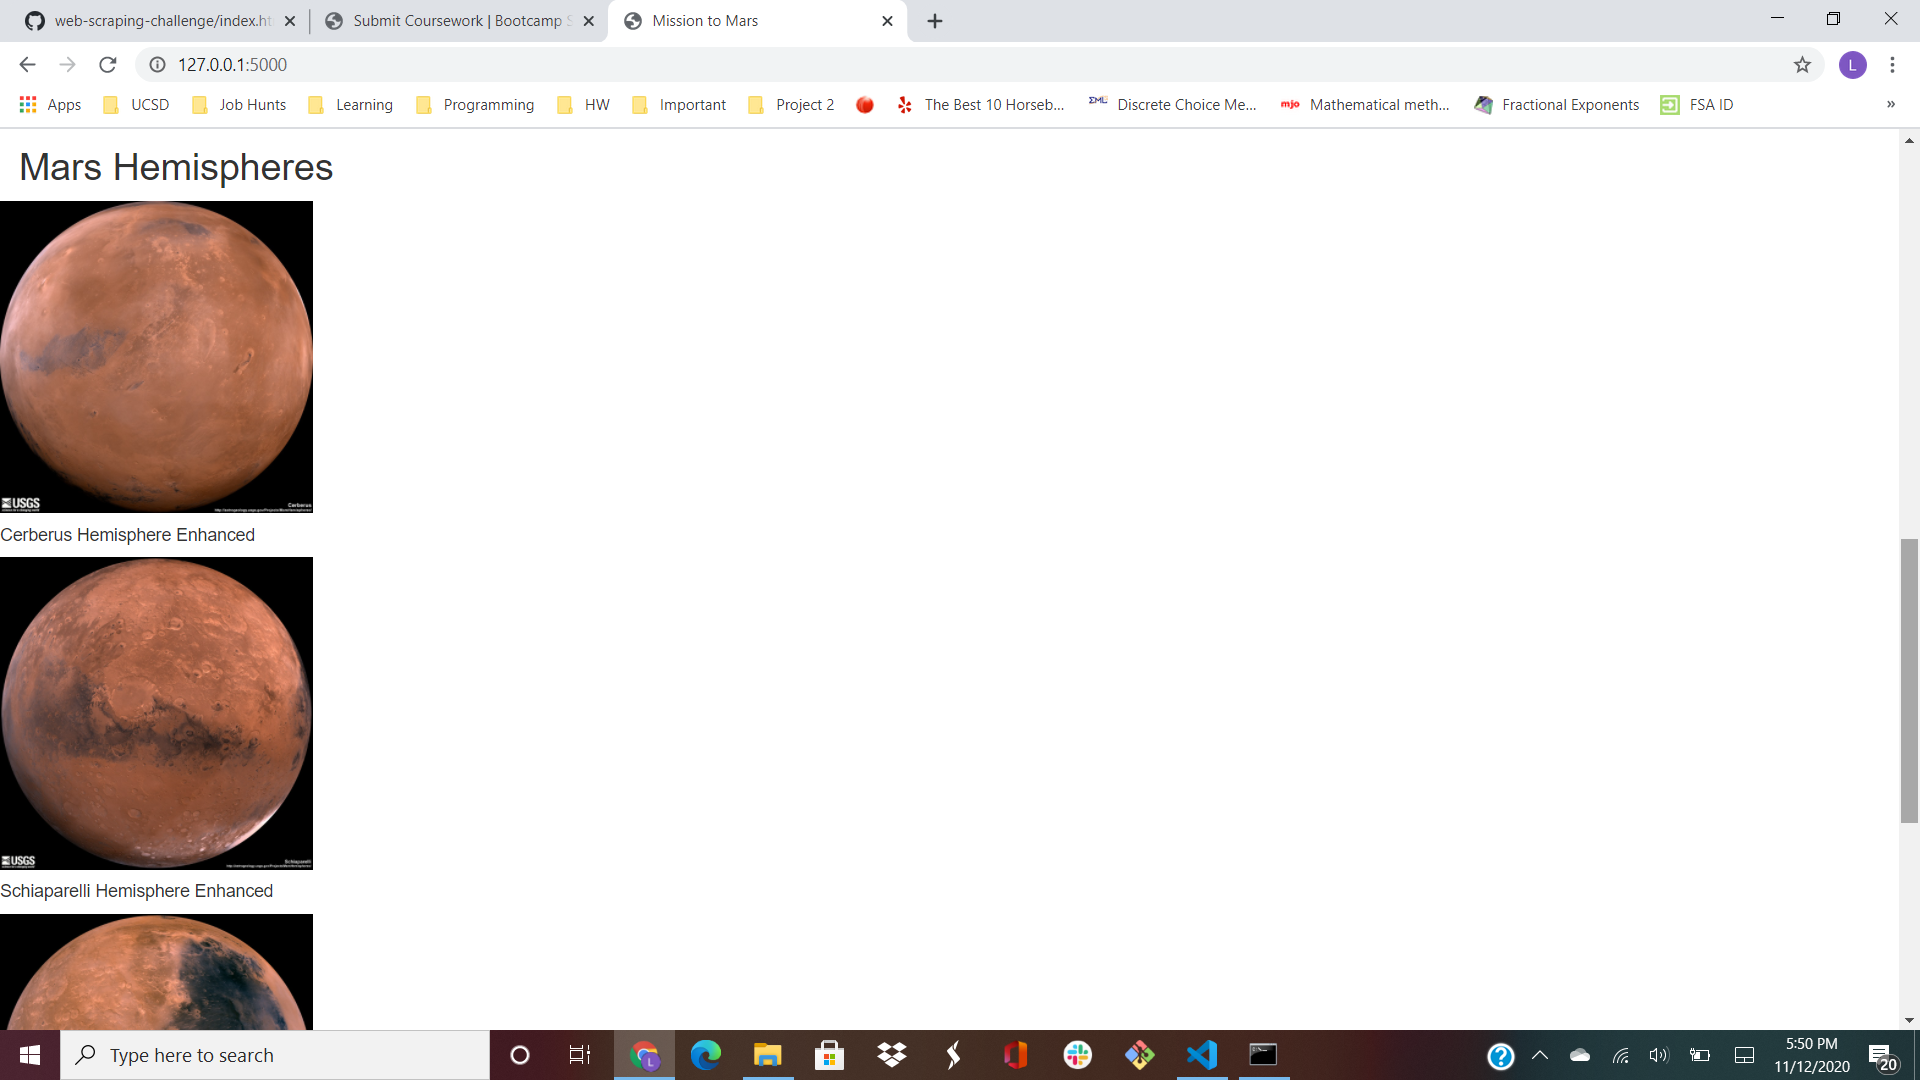 web-scraping-challenge/index.ht
Submit Coursework | Bootcamp S
Mission to Mars
127.0.0.1:5000
L
Apps
UCSD
Job Hunts
Learning
Programming
HW
Important
Project 2
The Best 10 Horseb...
ΣML
Discrete Choice Me...
mjo
Mathematical meth...
Fractional Exponents
FSA ID
»
Mars Hemispheres
USGS
Cerberus
Cerberus Hemisphere Enhanced
USGS
Schiaparelli
Schiaparelli Hemisphere Enhanced
Type here to search
L
5:50 PM
11/12/2020
20